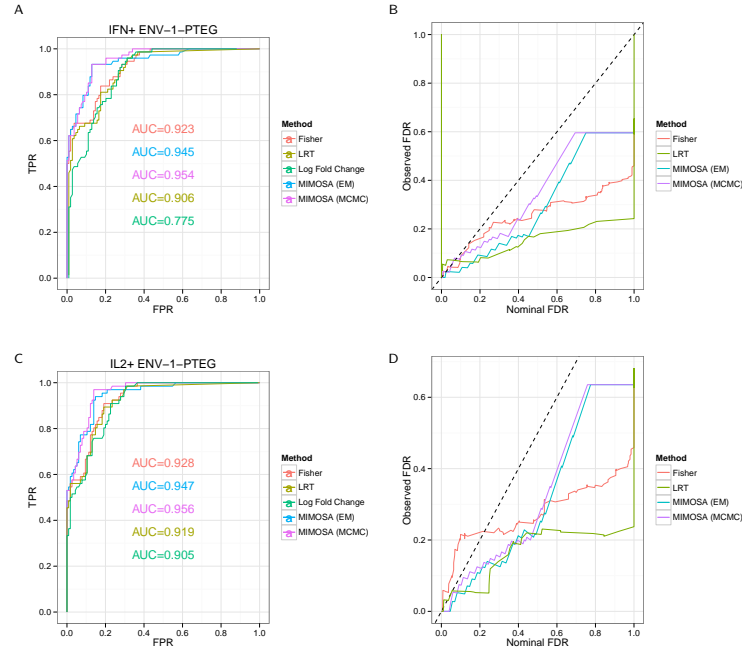 A
IFN+ ENV-1-PTEG
1.0
0.8
0.6
0.4
0.2
0.0
TPR
AUC=0.923
AUC=0.945
AUC=0.954
AUC=0.906
AUC=0.775
0.0 0.2 0.4 0.6 0.8 1.0
FPR
Method
Fisher
LRT
Log Fold Change
MIMOSA (EM)
MIMOSA (MCMC)
B
1.0
0.8
0.6
0.4
0.2
0.0
Observed FDR
0.0 0.2 0.4 0.6 0.8 1.0
Nominal FDR
Method
Fisher
LRT
MIMOSA (EM)
MIMOSA (MCMC)
C
IL2+ ENV-1-PTEG
1.0
0.8
0.6
0.4
0.2
0.0
TPR
AUC=0.928
AUC=0.947
AUC=0.956
AUC=0.919
AUC=0.905
0.0 0.2 0.4 0.6 0.8 1.0
FPR
Method
Fisher
LRT
Log Fold Change
MIMOSA (EM)
MIMOSA (MCMC)
D
0.6
0.4
0.2
0.0
Observed FDR
0.0 0.2 0.4 0.6 0.8 1.0
Nominal FDR
Method
Fisher
LRT
MIMOSA (EM)
MIMOSA (MCMC)